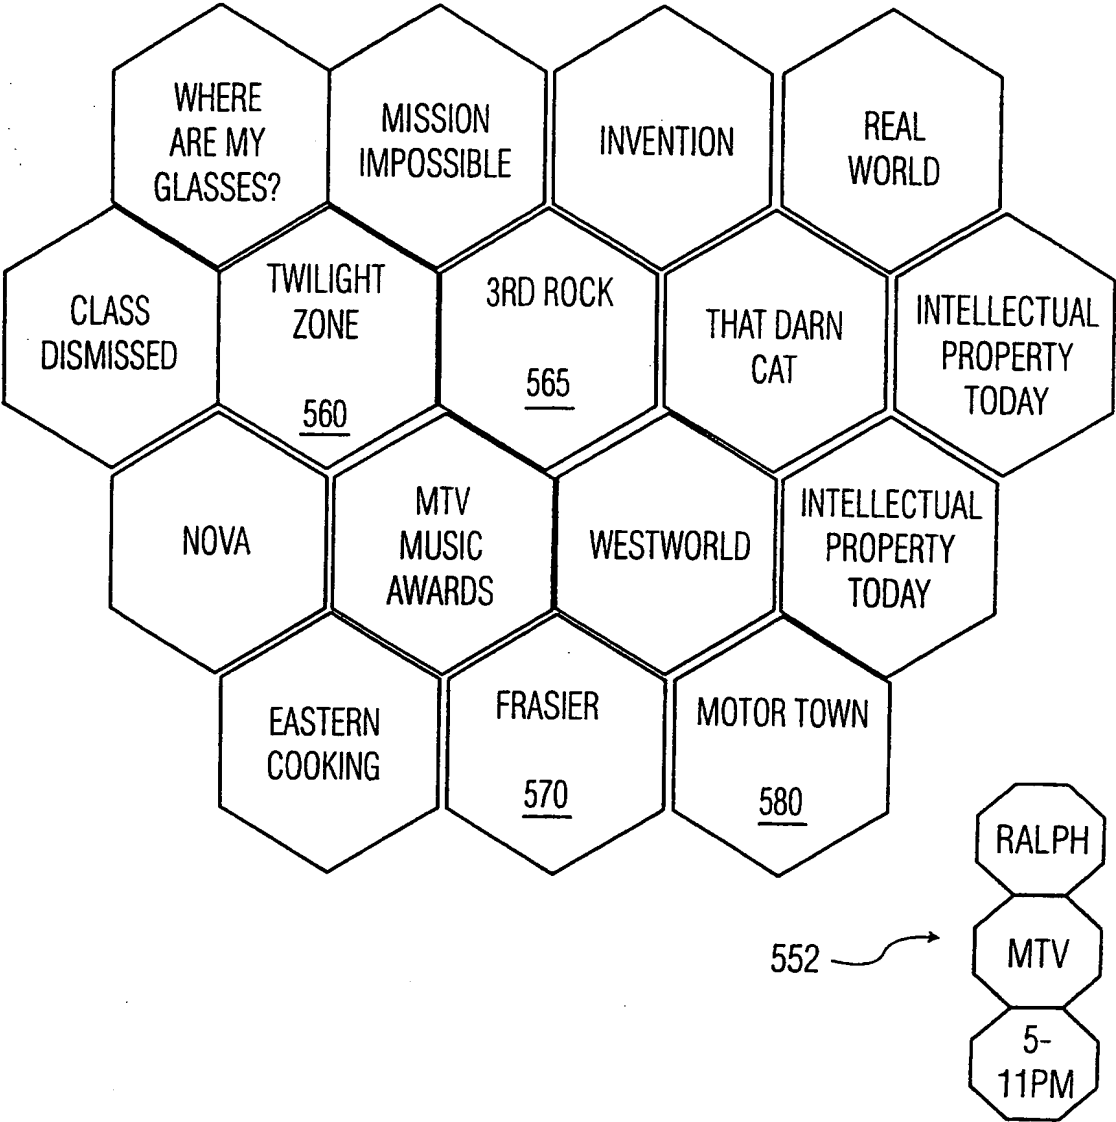 WHERE
ARE MY
GLASSES?
MISSION
IMPOSSIBLE
INVENTION
REAL
WORLD
CLASS
DISMISSED
TWILIGHT
ZONE
560
3RD ROCK
565
THAT DARN
CAT
INTELLECTUAL
PROPERTY
TODAY
NOVA
MTV
MUSIC
AWARDS
WESTWORLD
INTELLECTUAL
PROPERTY
TODAY
EASTERN
COOKING
FRASIER
570
MOTOR TOWN
580
552
RALPH
MTV
5-
11PM